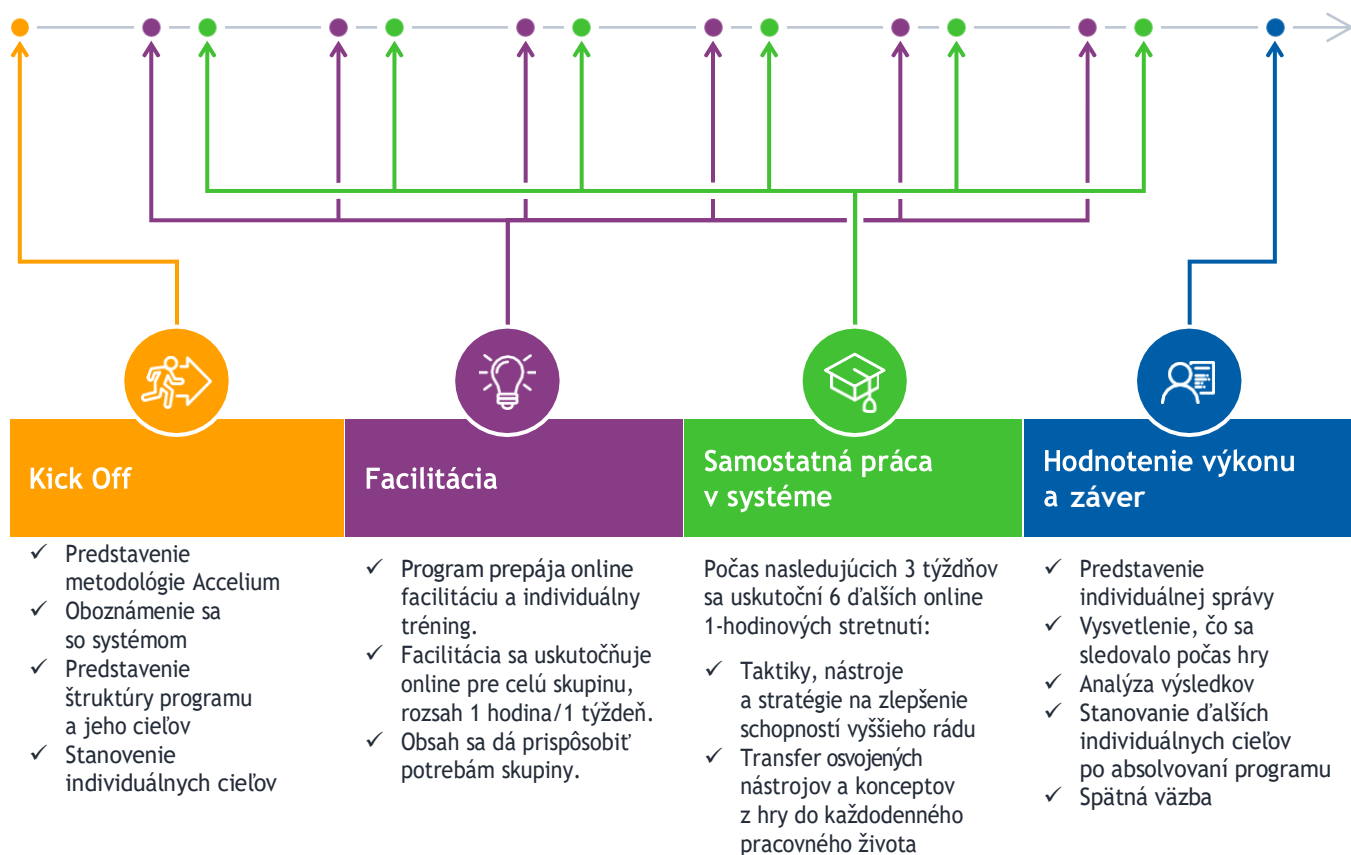 Kick Off
✓ Predstavenie
metodológie Accelium
✓ Oboznámenie sa
so systémom
✓ Predstavenie
štruktúry programu
a jeho cieľov
✓ Stanovenie
individuálnych cieľov
Facilitácia
✓ Program prepája online
facilitáciu a individuálny
tréning.
✓ Facilitácia sa uskutočňuje
online pre celú skupinu,
rozsah 1 hodina/1 týždeň.
✓ Obsah sa dá prispôsobiť
potrebám skupiny.
Samostatná práca
v systéme
Počas nasledujúcich 3 týždňov
sa uskutoční 6 ďalších online
1-hodinových stretnutí:
✓ Taktiky, nástroje
a stratégie na zlepšenie
schopností vyššieho rádu
✓ Transfer osvojených
nástrojov a konceptov
z hry do každodenného
pracovného života
Hodnotenie výkonu
a záver
✓ Predstavenie
individuálnej správy
✓ Vysvetlenie, čo sa
sledovalo počas hry
✓ Analýza výsledkov
✓ Stanovanie ďalších
individuálnych cieľov
po absolvovaní programu
✓ Spätná väzba